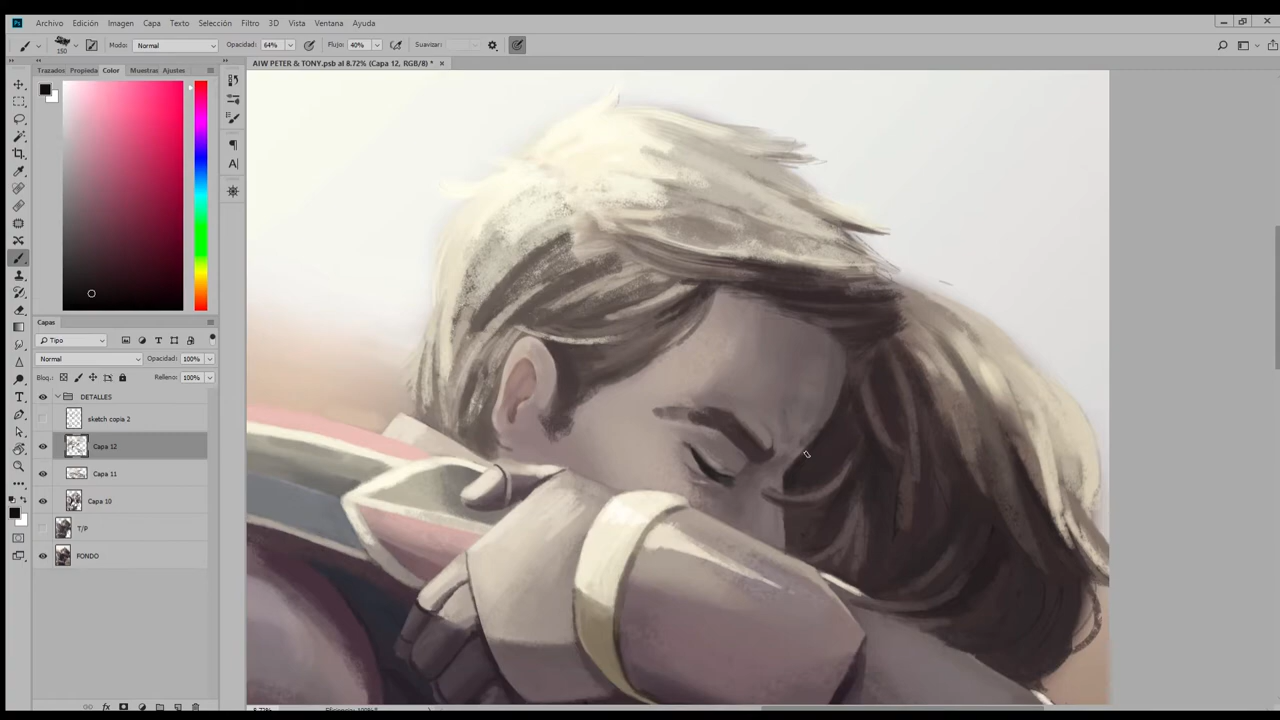 Ps Archivo Edición Imagen Capa Texto Selección Filtro 3D Vista Ventana Ayuda
150 Modo: Normal Opacidad: 64% Flujo: 40% Suavizar:
Trazados Propieda Color Muestras Ajustes
AIW PETER & TONY.psb al 8.72% (Capa 12, RGB/8) *
Capas
Tipo
Normal Opacidad: 100%
Bloq.: Relleno: 100%
DETALLES
sketch copia 2
Capa 12
Capa 11
Capa 10
T/P
FONDO